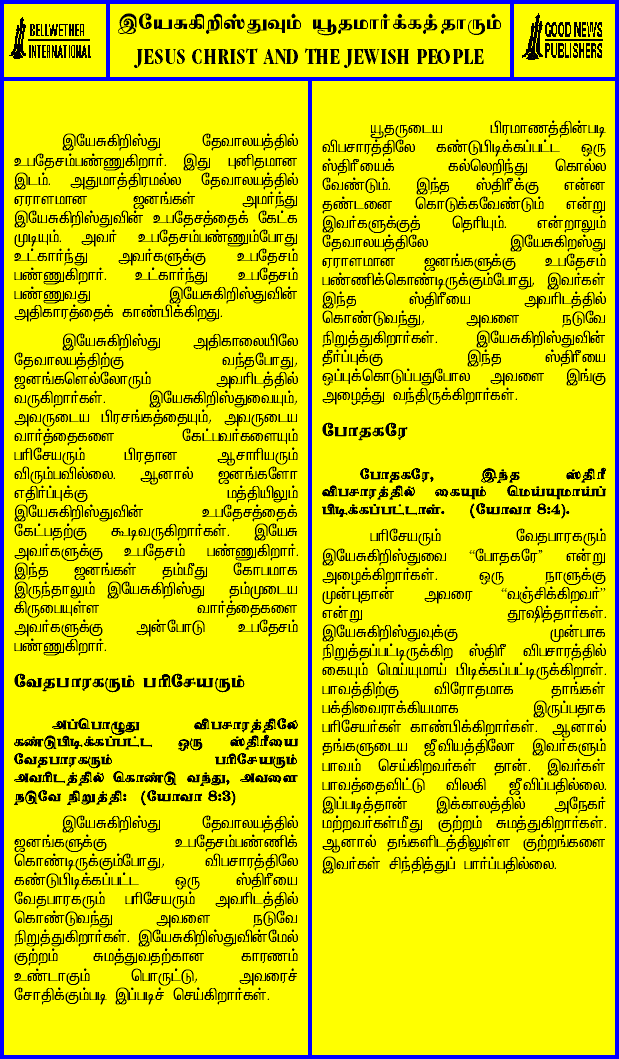 BELLWETHER
INTERNATIONAL
இயேசுகிறிஸ்துவும் யூதமார்க்கத்தாரும்
JESUS CHRIST AND THE JEWISH PEOPLE
GOOD NEWS
PUBLISHERS
இயேசுகிறிஸ்து தேவாலயத்தில்
உபதேசம்பண்ணுகிறார். இது புனிதமான
இடம். அதுமாத்திரமல்ல தேவாலயத்தில்
ஏராளமான ஜனங்கள் அமர்ந்து
இயேசுகிறிஸ்துவின் உபதேசத்தைக் கேட்க
முடியும். அவர் உபதேசம்பண்ணும்போது
உட்கார்ந்து அவர்களுக்கு உபதேசம்
பண்ணுகிறார். உட்கார்ந்து உபதேசம்
பண்ணுவது இயேசுகிறிஸ்துவின்
அதிகாரத்தைக் காண்பிக்கிறது.
இயேசுகிறிஸ்து அதிகாலையிலே
தேவாலயத்திற்கு வந்தபோது,
ஜனங்களெல்லோரும் அவரிடத்தில்
வருகிறார்கள். இயேசுகிறிஸ்துவையும்,
அவருடைய பிரசங்கத்தையும், அவருடைய
வார்த்தைகளை கேட்பவர்களையும்
பரிசேயரும் பிரதான ஆசாரியரும்
விரும்பவில்லை. ஆனால் ஜனங்களோ
எதிர்ப்புக்கு மத்தியிலும்
இயேசுகிறிஸ்துவின் உபதேசத்தைக்
கேட்பதற்கு கூடிவருகிறார்கள். இயேசு
அவர்களுக்கு உபதேசம் பண்ணுகிறார்.
இந்த ஜனங்கள் தம்மீது கோபமாக
இருந்தாலும் இயேசுகிறிஸ்து தம்முடைய
கிருபையுள்ள வார்த்தைகளை
அவர்களுக்கு அன்போடு உபதேசம்
பண்ணுகிறார்.
வேதபாரகரும் பரிசேயரும்
அப்பொழுது விபசாரத்திலே
கண்டுபிடிக்கப்பட்ட ஒரு ஸ்திரீயை
வேதபாரகரும் பரிசேயரும்
அவரிடத்தில் கொண்டு வந்து, அவளை
நடுவே நிறுத்தி: (யோவா 8:3)
இயேசுகிறிஸ்து தேவாலயத்தில்
ஜனங்களுக்கு உபதேசம்பண்ணிக்
கொண்டிருக்கும்போது, விபசாரத்திலே
கண்டுபிடிக்கப்பட்ட ஒரு ஸ்திரீயை
வேதபாரகரும் பரிசேயரும் அவரிடத்தில்
கொண்டுவந்து அவளை நடுவே
நிறுத்துகிறார்கள். இயேசுகிறிஸ்துவின்மேல்
குற்றம் சுமத்துவதற்கான காரணம்
உண்டாகும் பொருட்டு, அவரைச்
சோதிக்கும்படி இப்படிச் செய்கிறார்கள்.
யூதருடைய பிரமாணத்தின்படி
விபசாரத்திலே கண்டுபிடிக்கப்பட்ட ஒரு
ஸ்திரீயைக் கல்லெறிந்து கொல்ல
வேண்டும். இந்த ஸ்திரீக்கு என்ன
தண்டனை கொடுக்கவேண்டும் என்று
இவர்களுக்குத் தெரியும். என்றாலும்
தேவாலயத்திலே இயேசுகிறஸ்து
ஏராளமான ஜனங்களுக்கு உபதேசம்
பண்ணிக்கொண்டிருக்கும்போது, இவர்கள்
இந்த ஸ்திரீயை அவரிடத்தில்
கொண்டுவந்து, அவளை நடுவே
நிறுத்துகிறார்கள். இயேசுகிறிஸ்துவின்
தீர்ப்புக்கு இந்த ஸ்திரீயை
ஒப்புக்கொடுப்பதுபோல அவளை இங்கு
அழைத்து வந்திருக்கிறார்கள்.
போதகரே
போதகரே, இந்த ஸ்திரீ
விபசாரத்தில் கையும் மெய்யுமாய்ப்
பிடிக்கப்பட்டாள். (யோவா 8:4).
பரிசேயரும் வேதபாரகரும்
இயேசுகிறிஸ்துவை “போதகரே” என்று
அழைக்கிறார்கள். ஒரு நாளுக்கு
முன்புதான் அவரை “வஞ்சிக்கிறவர்”
என்று தூஷித்தார்கள்.
இயேசுகிறிஸ்துவுக்கு முன்பாக
நிறுத்தப்பட்டிருக்கிற ஸ்திரீ விபசாரத்தில்
கையும் மெய்யுமாய் பிடிக்கப்பட்டிருக்கிறாள்.
பாவத்திற்கு விரோதமாக தாங்கள்
பக்திவைராக்கியமாக இருப்பதாக
பரிசேயர்கள் காண்பிக்கிறார்கள். ஆனால்
தங்களுடைய ஜீவியத்திலோ இவர்களும்
பாவம் செய்கிறவர்கள் தான். இவர்கள்
பாவத்தைவிட்டு விலகி ஜீவிப்பதில்லை.
இப்படித்தான் இக்காலத்தில் அநேகர்
மற்றவர்கள்மீது குற்றம் சுமத்துகிறார்கள்.
ஆனால் தங்களிடத்திலுள்ள குற்றங்களை
இவர்கள் சிந்தித்துப் பார்ப்பதில்லை.